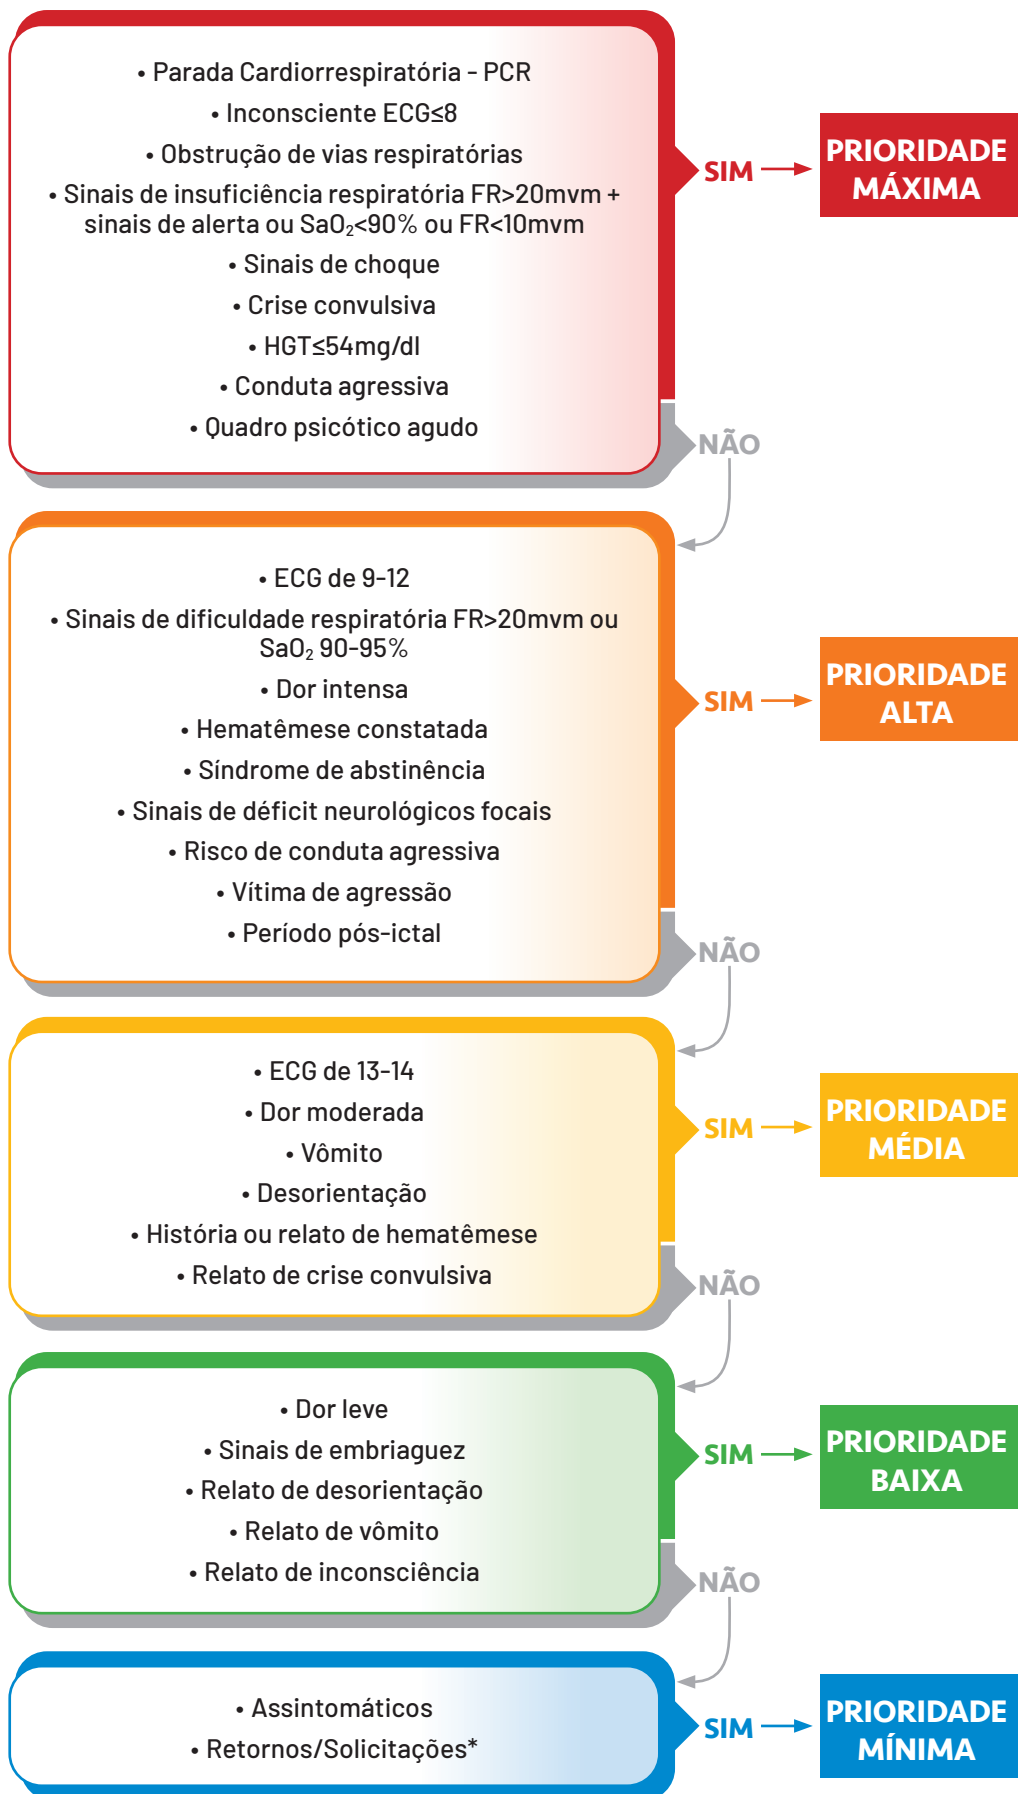 • Parada Cardiorrespiratória - PCR
• Inconsciente ECG≤8
• Obstrução de vias respiratórias
• Sinais de insuficiência respiratória FR>20mvm +
sinais de alerta ou SaO₂<90% ou FR<10mvm
• Sinais de choque
• Crise convulsiva
• HGT≤54mg/dl
• Conduta agressiva
• Quadro psicótico agudo
SIM
PRIORIDADE
MÁXIMA
NÃO
• ECG de 9-12
• Sinais de dificuldade respiratória FR>20mvm ou
SaO₂ 90-95%
• Dor intensa
• Hematêmese constatada
• Síndrome de abstinência
• Sinais de déficit neurológicos focais
• Risco de conduta agressiva
• Vítima de agressão
• Período pós-ictal
SIM
PRIORIDADE
ALTA
NÃO
• ECG de 13-14
• Dor moderada
• Vômito
• Desorientação
• História ou relato de hematêmese
• Relato de crise convulsiva
SIM
PRIORIDADE
MÉDIA
NÃO
• Dor leve
• Sinais de embriaguez
• Relato de desorientação
• Relato de vômito
• Relato de inconsciência
SIM
PRIORIDADE
BAIXA
NÃO
• Assintomáticos
• Retornos/Solicitações*
SIM
PRIORIDADE
MÍNIMA